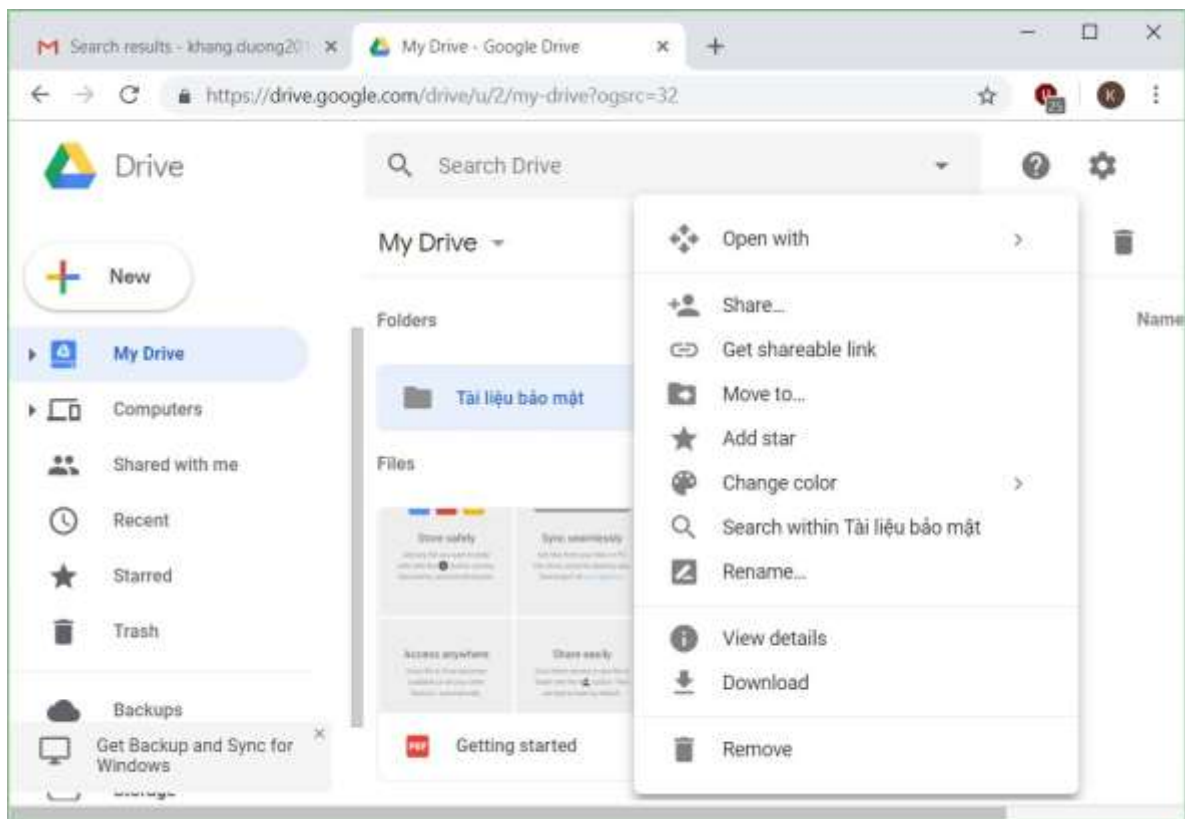 Search results - khang.duong201
My Drive - Google Drive
https://drive.google.com/drive/u/2/my-drive?ogsrc=32
25
K
Drive
Search Drive
My Drive
New
Folders
Name
My Drive
Computers
Shared with me
Recent
Starred
Trash
Backups
Get Backup and Sync for
Windows
Tài liệu bảo mật
Files
Store safely
Sync seamlessly
Access anywhere
Share easily
PDF
Getting started
Open with
Share...
Get shareable link
Move to...
Add star
Change color
Search within Tài liệu bảo mật
Rename...
View details
Download
Remove